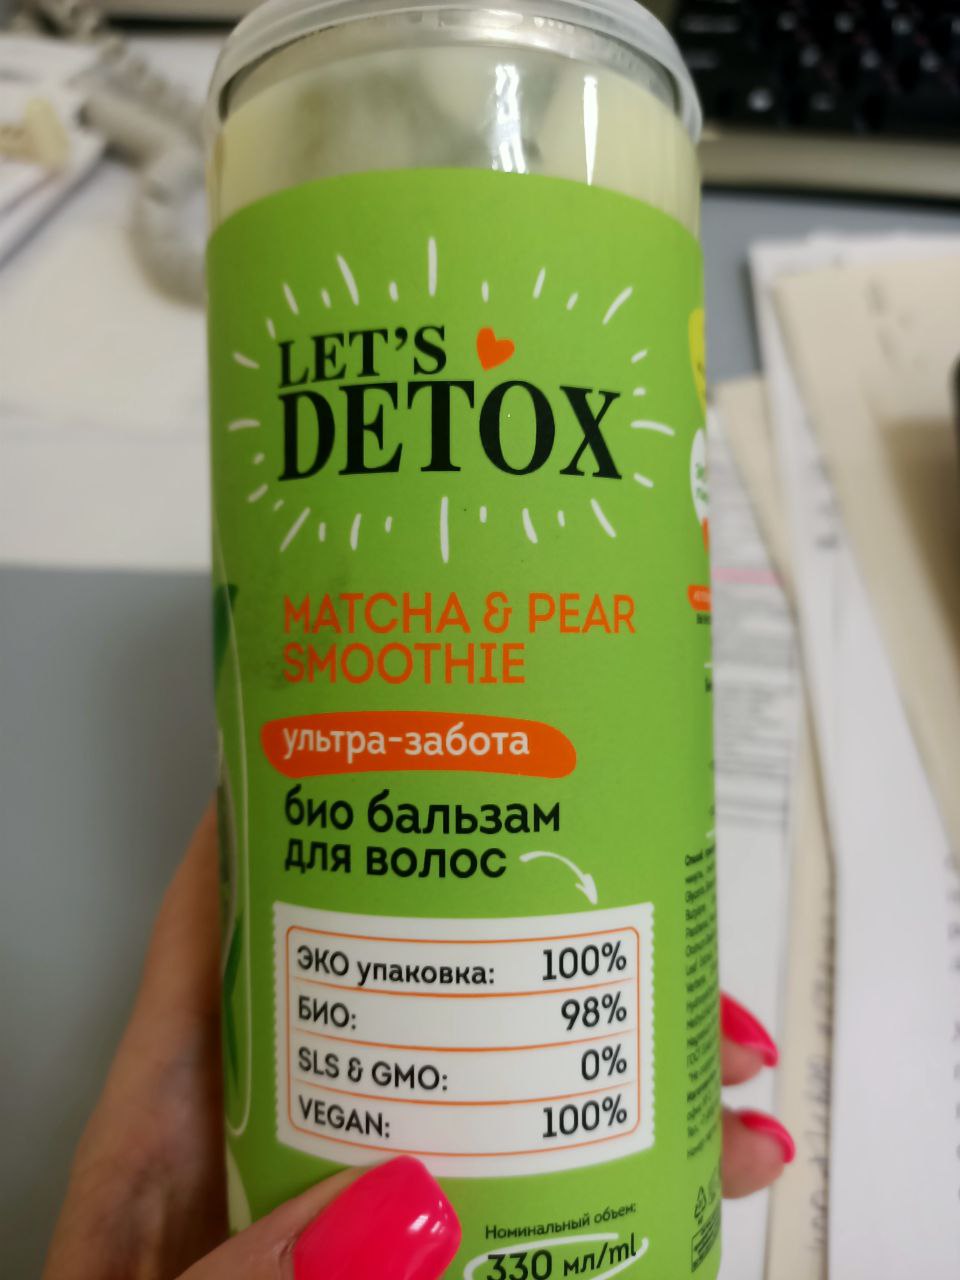 LET'S
DETOX
MATCHA & PEAR
SMOOTHIE
ультра-забота
био бальзам
для волос
ЭКО упаковка: 100%
БИО: 98%
SLS & GMO: 0%
VEGAN: 100%
Номинальный объем:
330 мл/ml